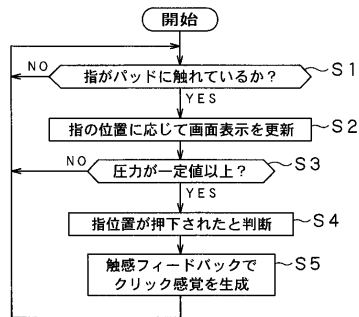 開始
指がパッドに触れているか？
S1
NO
YES
指の位置に応じて画面表示を更新
S2
圧力が一定値以上？
S3
NO
YES
指位置が押下されたと判断
S4
触感フィードバックで
クリック感覚を生成
S5